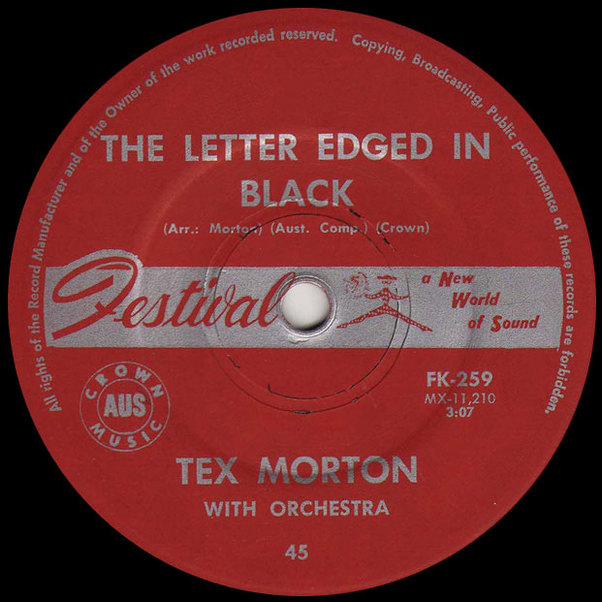 All rights of the Record Manufacturer and of the Owner of the work recorded reserved. Copying, Broadcasting, Public performance of these records are forbidden.
THE LETTER EDGED IN
BLACK
(Arr.: Morton) (Aust. Comp.) (Crown)
Festival
a New
World
of Sound
CROWN
AUS
MUSIC
FK-259
MX-11,210
3:07
TEX MORTON
WITH ORCHESTRA
45